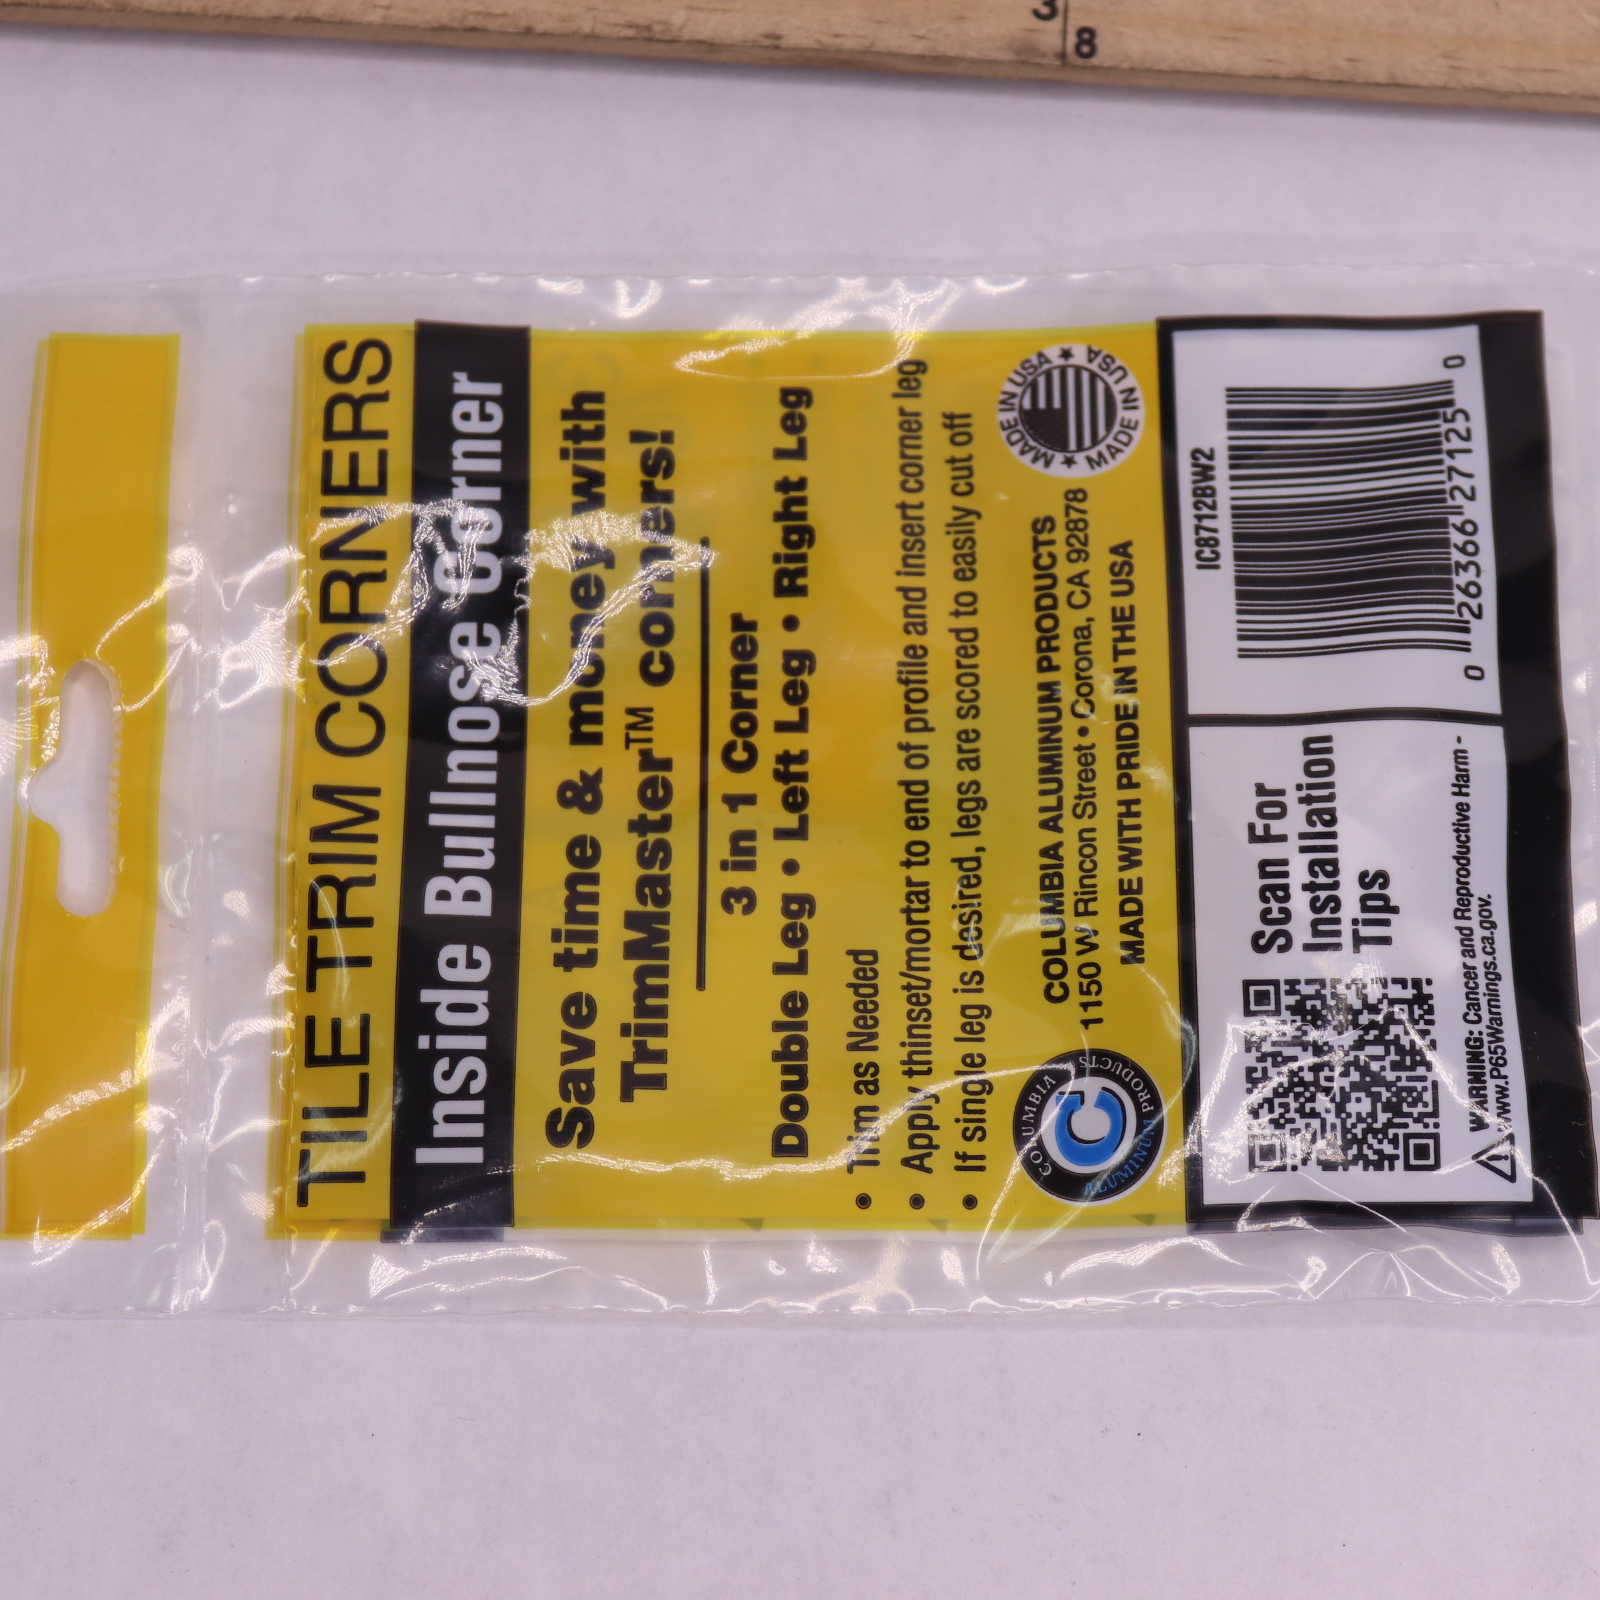 3
8
TILE TRIM CORNERS
Inside Bullnose Corner
Save time & money with
TrimMaster™ corners!
3 in 1 Corner
Double Leg • Left Leg • Right Leg
• Trim as Needed
• Apply thinset/mortar to end of profile and insert corner leg
• If single leg is desired, legs are scored to easily cut off
COLUMBIA ALUMINUM PRODUCTS
C
COLUMBIA ALUMINUM PRODUCTS
1150 W Rincon Street • Corona, CA 92878
MADE WITH PRIDE IN THE USA
MADE IN USA ★ MADE IN USA ★
Scan For
Installation
Tips
⚠ WARNING: Cancer and Reproductive Harm -
www.P65Warnings.ca.gov.
IC8712BW2
0 26366 27125 0